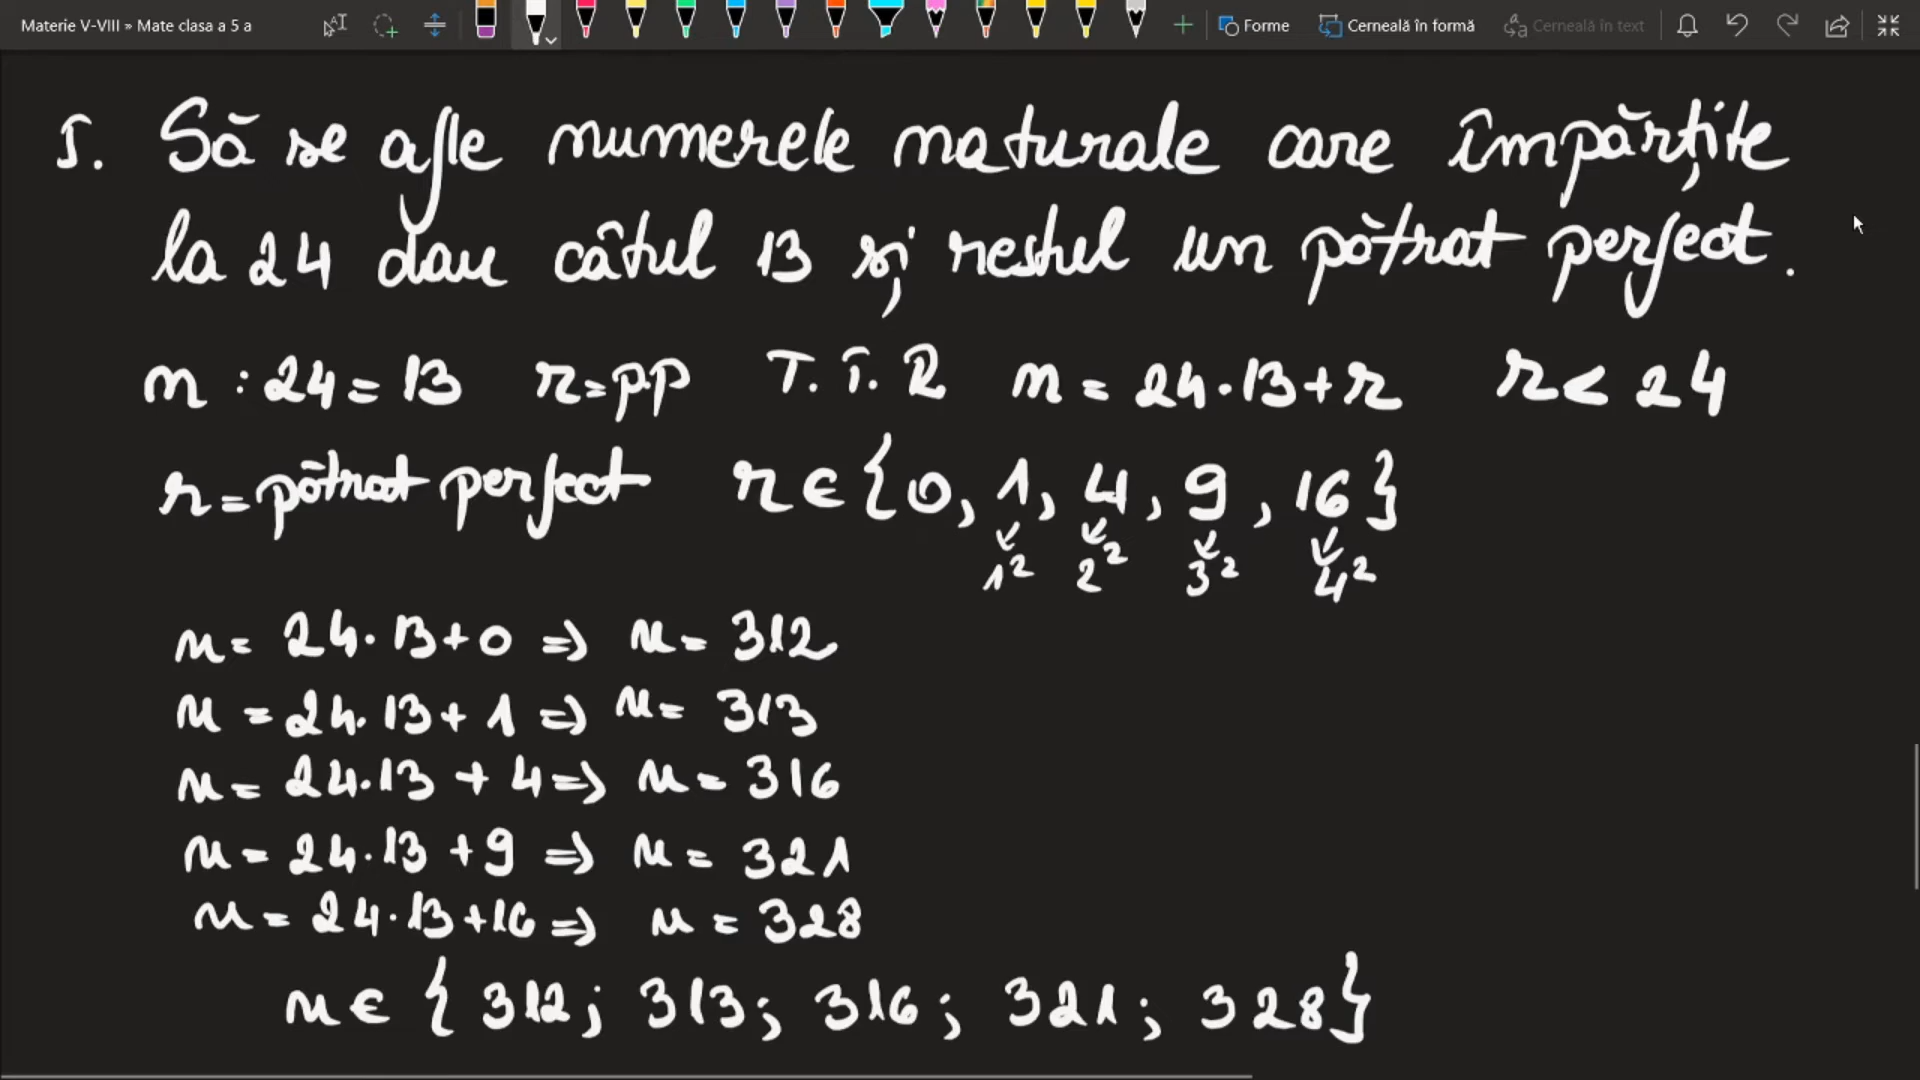 Materie V-VIII » Mate clasa a 5 a
Forme
Cerneală în formă
Cerneală în text
5. Să se afle numerele naturale care împărțite
la 24 dau câtul 13 și restul un pătrat perfect.
n : 24 = 13 r = pp T.Î.R n = 24·13+r r < 24
r = pătrat perfect r ∈ {0, 1, 4, 9, 16}
1² 2² 3² 4²
n = 24·13+0 ⇒ n = 312
n = 24·13+1 ⇒ n = 313
n = 24·13+4 ⇒ n = 316
n = 24·13+9 ⇒ n = 321
n = 24·13+16 ⇒ n = 328
n ∈ {312; 313; 316; 321; 328}